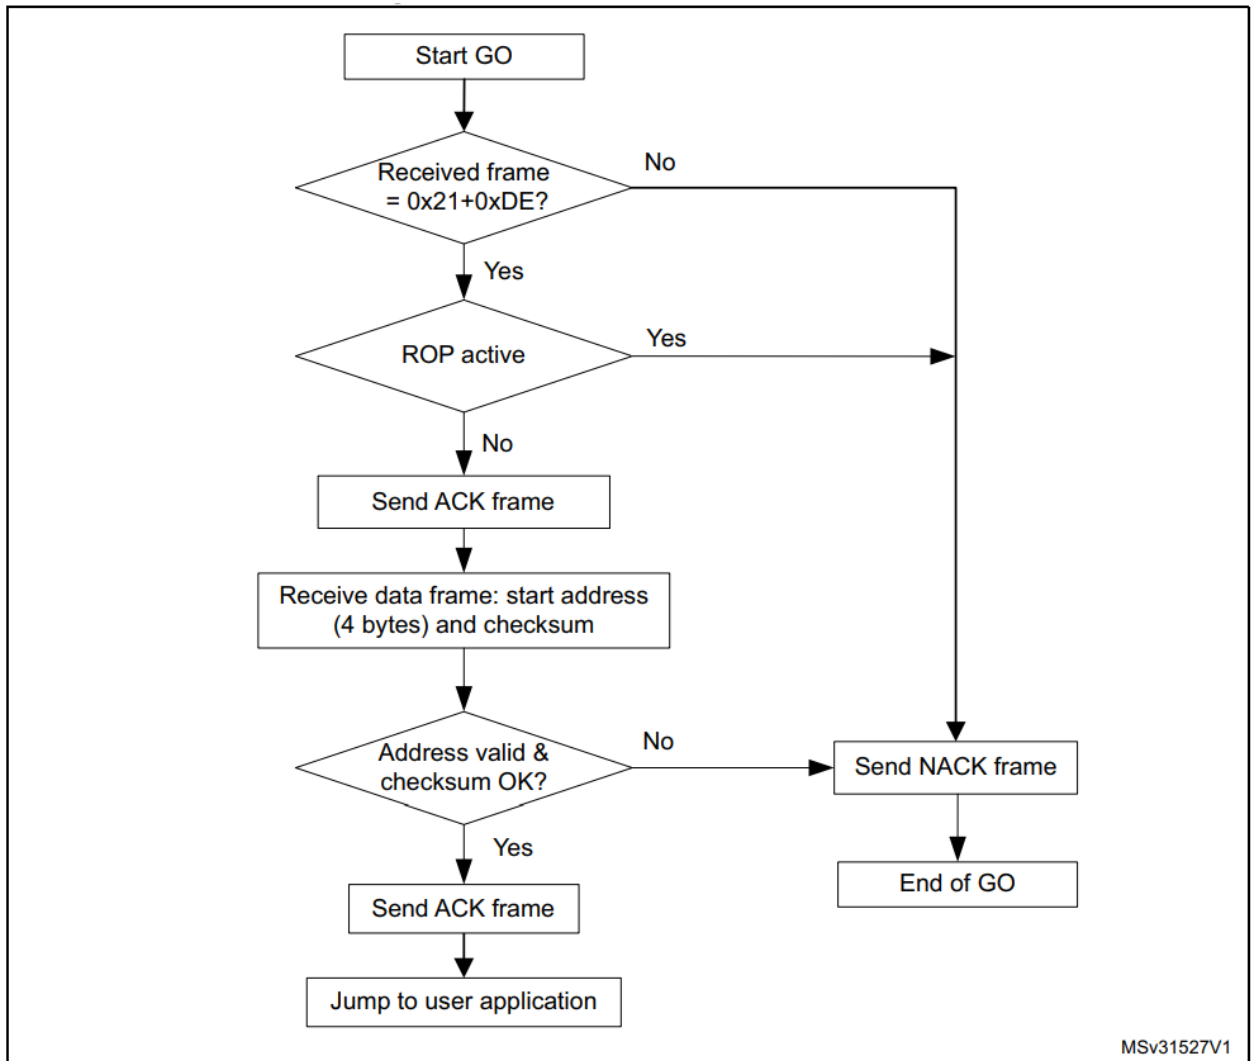 Start GO
Received frame
= 0x21+0xDE?
No
Yes
ROP active
Yes
No
Send ACK frame
Receive data frame: start address
(4 bytes) and checksum
Address valid &
checksum OK?
No
Send NACK frame
Yes
End of GO
Send ACK frame
Jump to user application
MSv31527V1